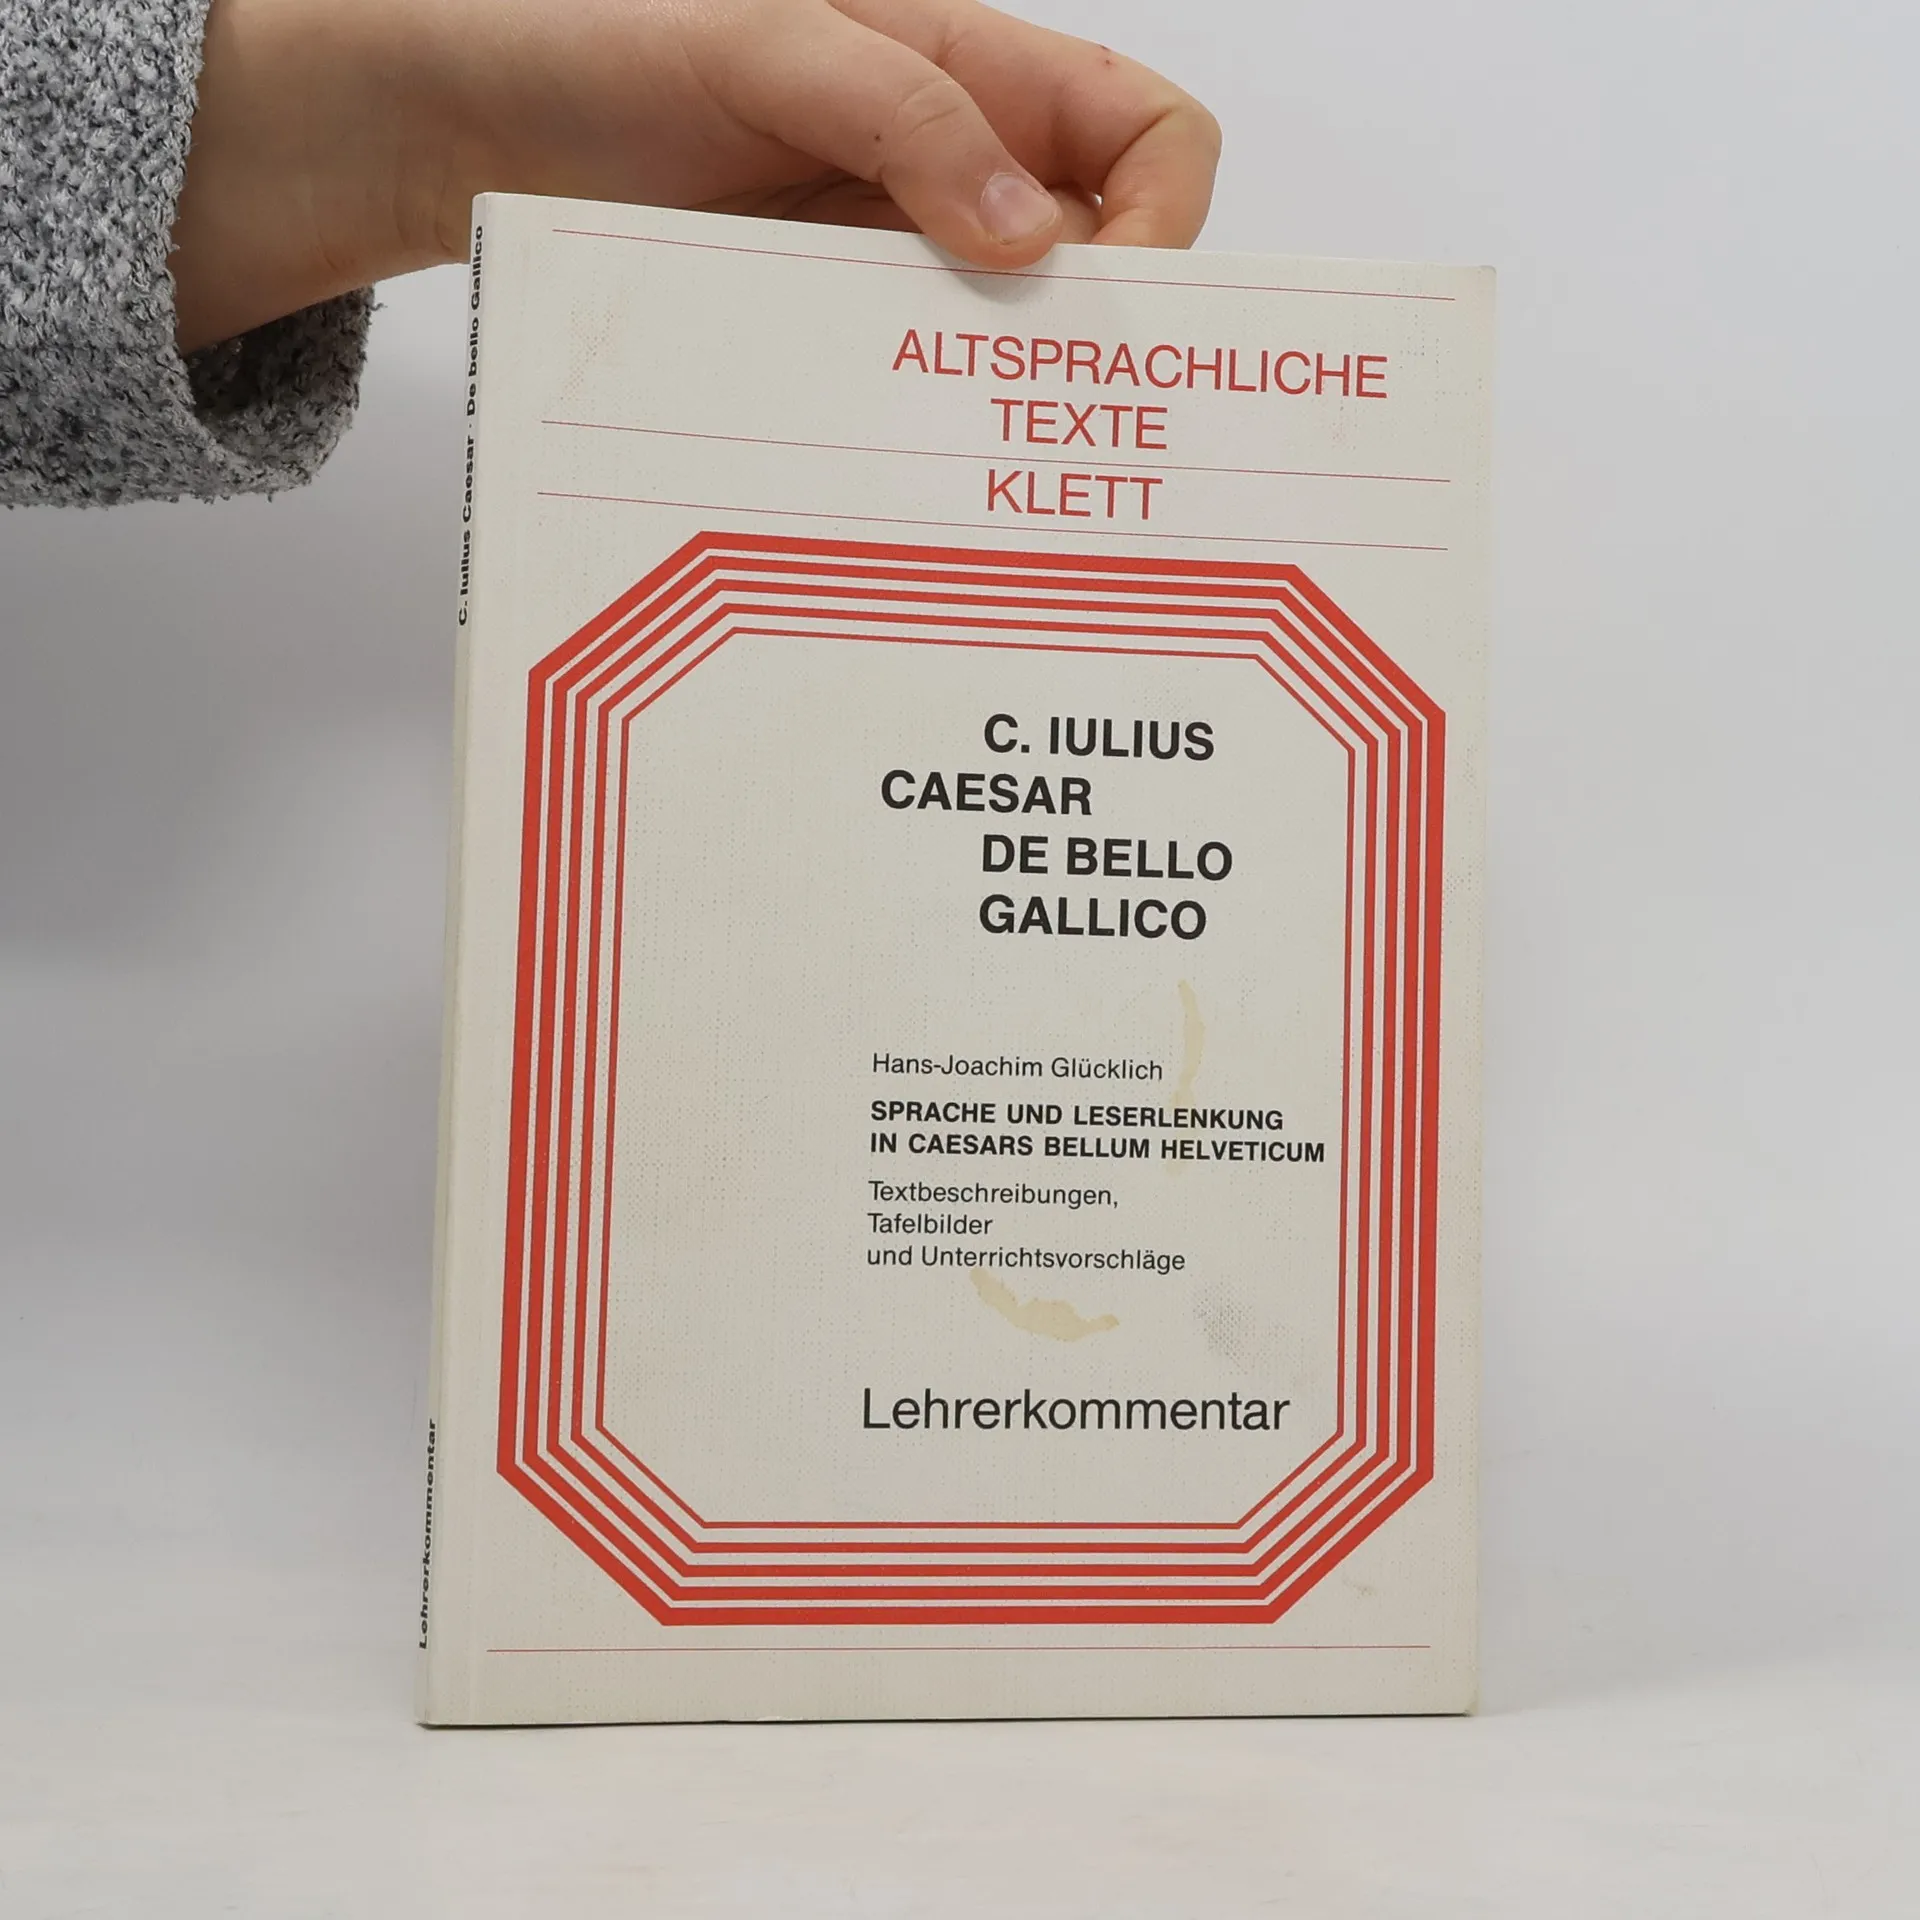 ALTSPRACHLICHE
TEXTE
KLETT
C. IULIUS
CAESAR
DE BELLO
GALLICO
Hans-Joachim Glücklich
SPRACHE UND LESERLENKUNG
IN CAESARS BELLUM HELVETICUM
Textbeschreibungen,
Tafelbilder
und Unterrichtsvorschläge
Lehrerkommentar
Lehrerkommentar
C. Iulius Caesar · De bello Gallico